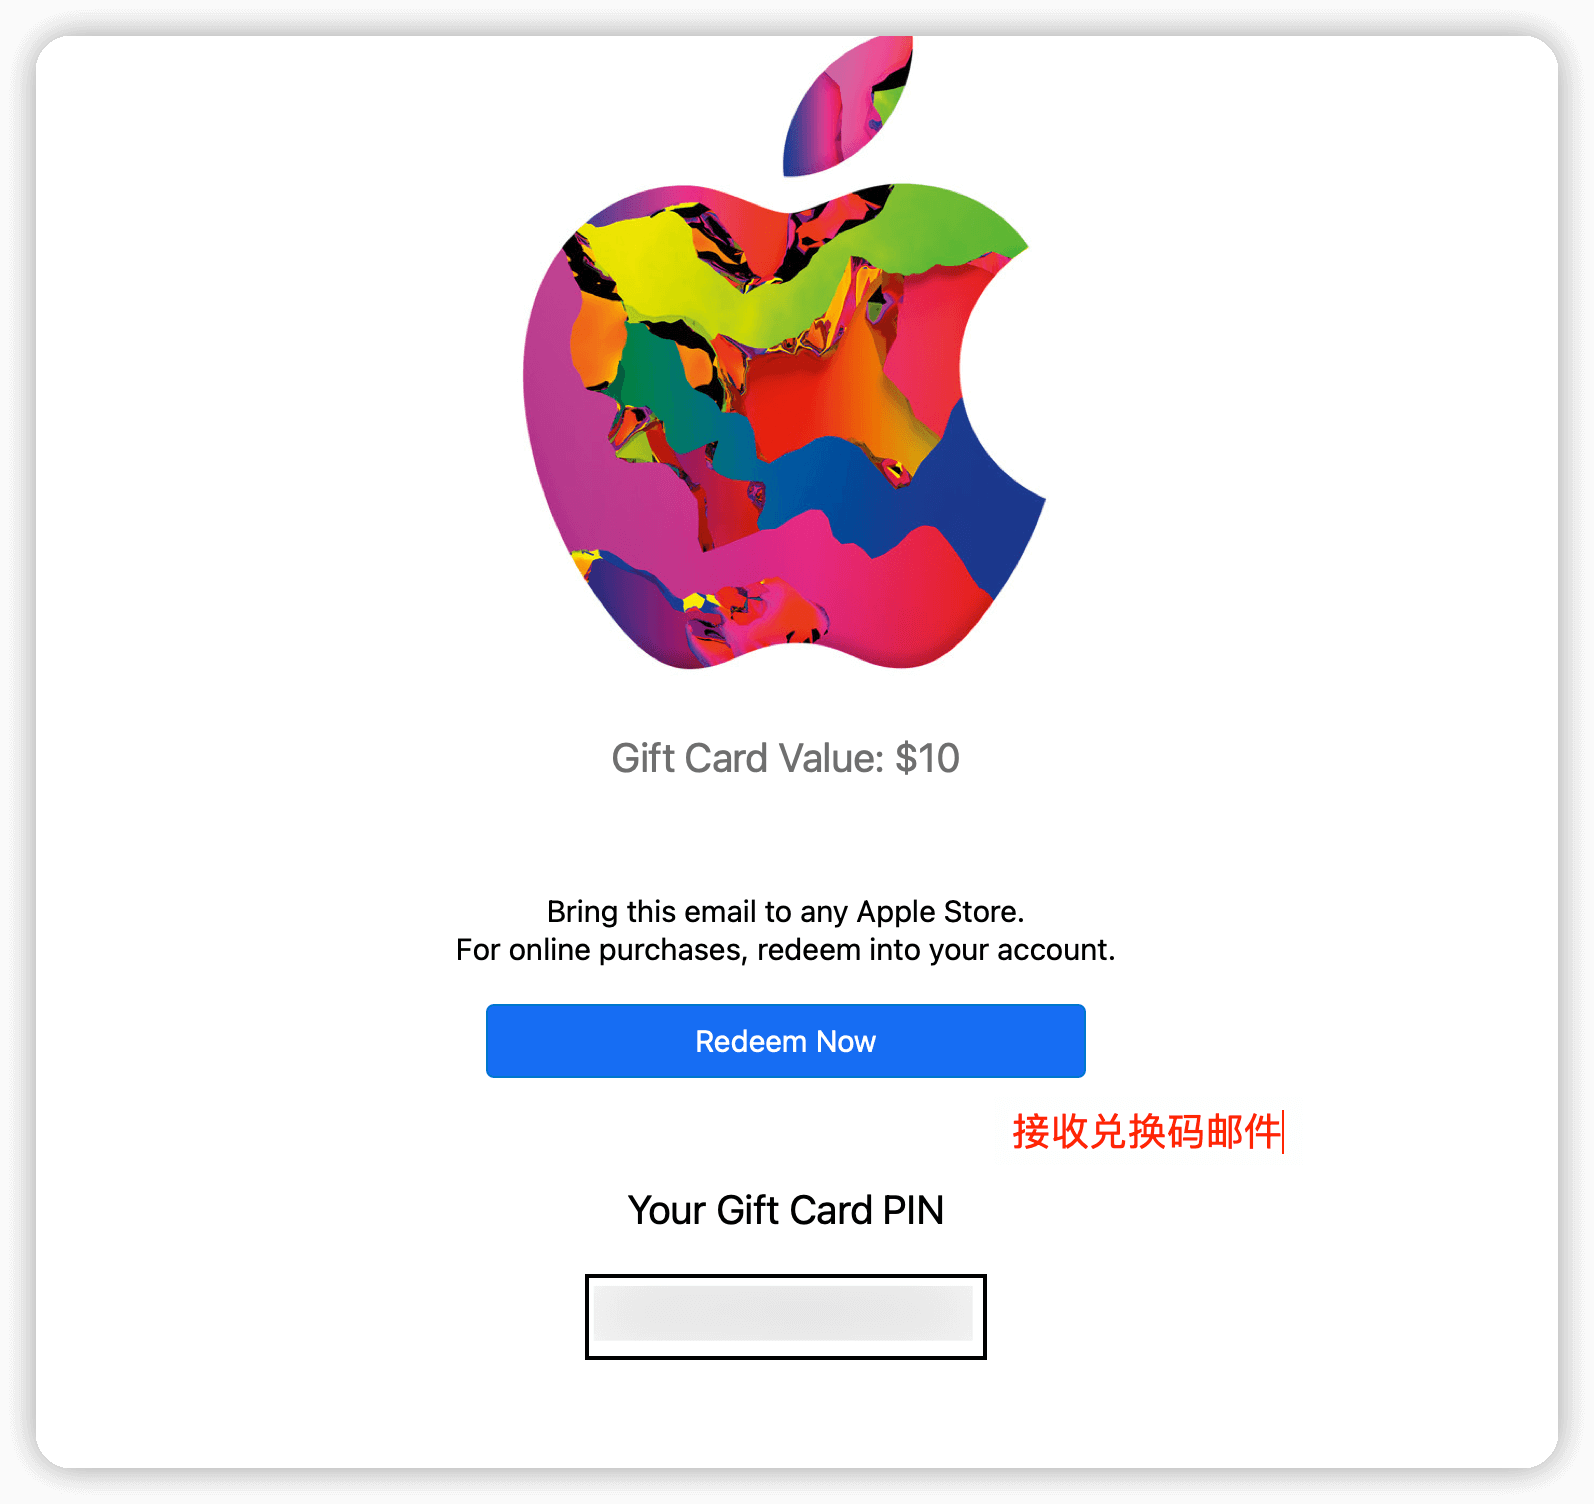 Gift Card Value: $10
Bring this email to any Apple Store.
For online purchases, redeem into your account.
Redeem Now
接收兑换码邮件
Your Gift Card PIN